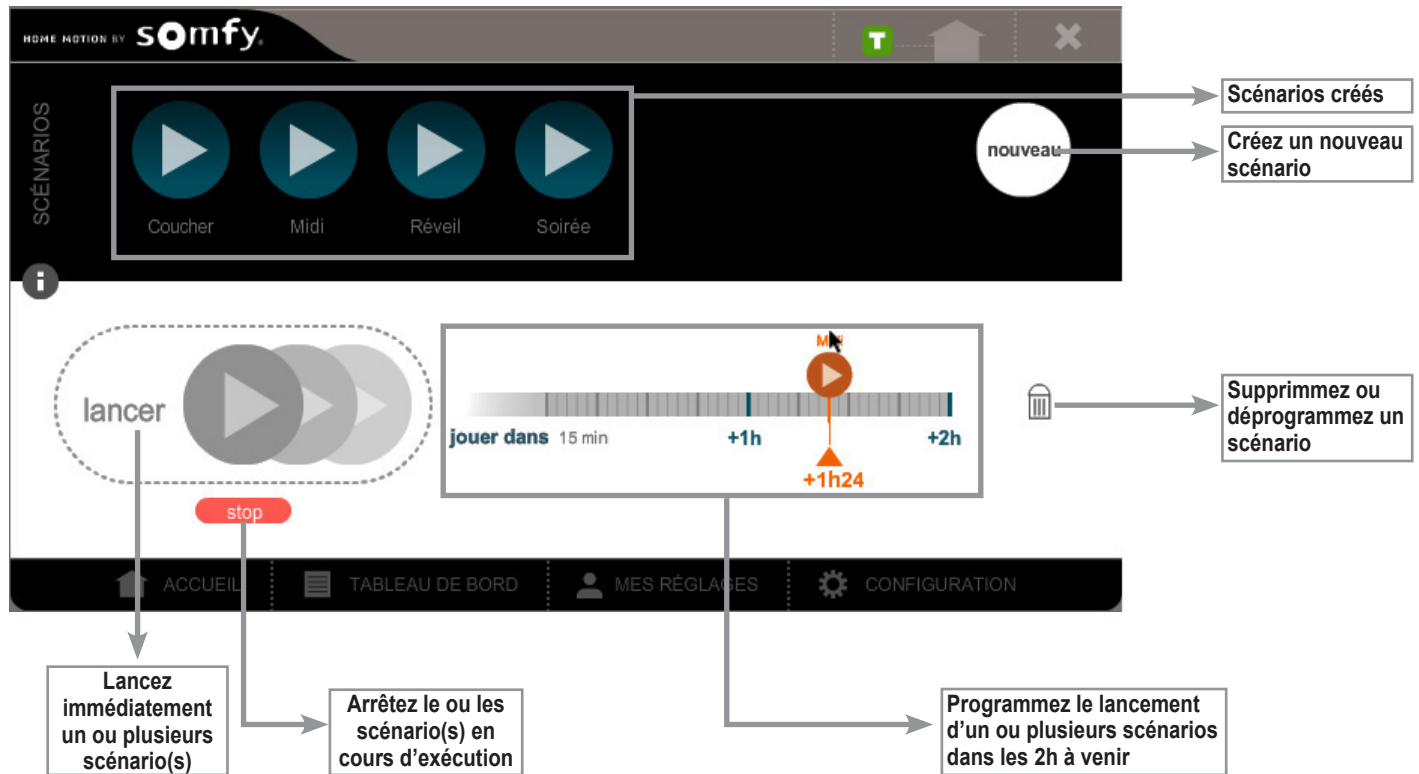 HOME MOTION BY somfy.
T
SCÉNARIOS
Coucher
Midi
Réveil
Soirée
nouveau
Scénarios créés
Créez un nouveau
scénario
i
lancer
stop
jouer dans 15 min
+1h
+2h
+1h24
Supprimmez ou
déprogrammez un
scénario
ACCUEIL
TABLEAU DE BORD
MES RÉGLAGES
CONFIGURATION
Lancez
immédiatement
un ou plusieurs
scénario(s)
Arrêtez le ou les
scénario(s) en
cours d'exécution
Programmez le lancement
d'un ou plusieurs scénarios
dans les 2h à venir